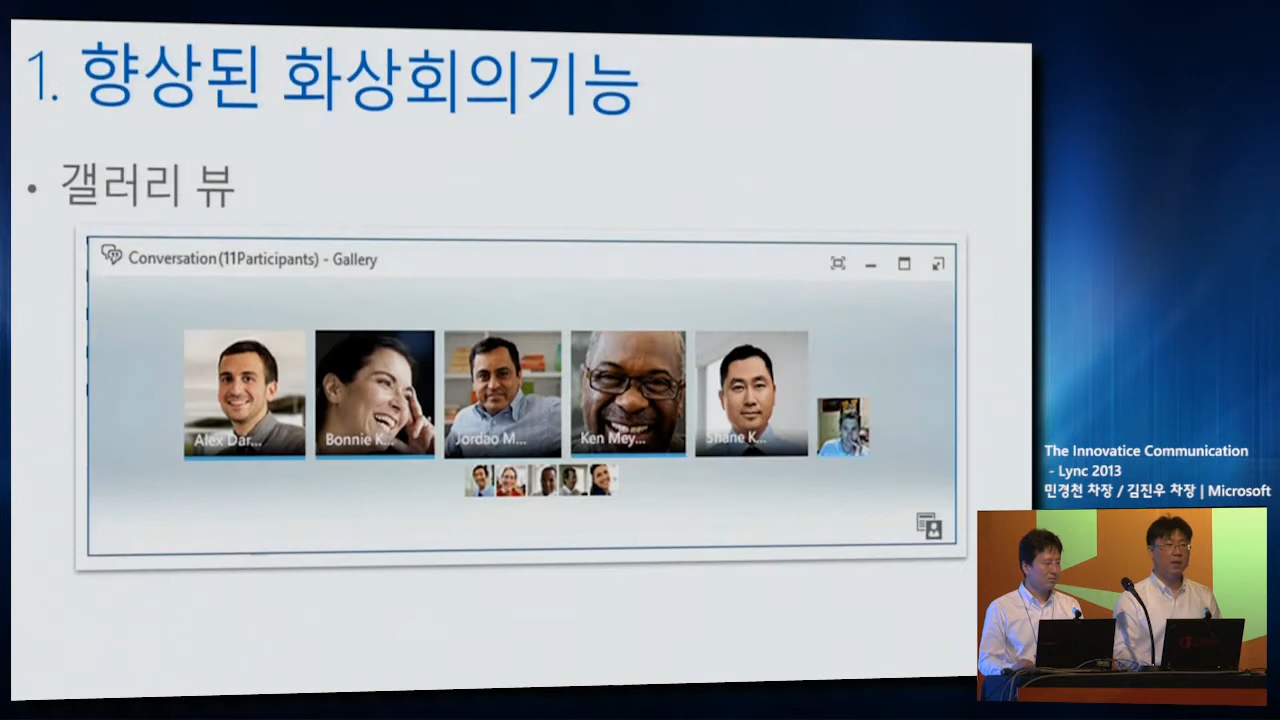 1. 향상된 화상회의기능
• 갤러리 뷰
Conversation (11Participants) - Gallery
Alex Dar...
Bonnie K...
Jordao M...
Ken Mey...
Shane K...
The Innovatice Communication
- Lync 2013
민경천 차장 / 김진우 차장 | Microsoft